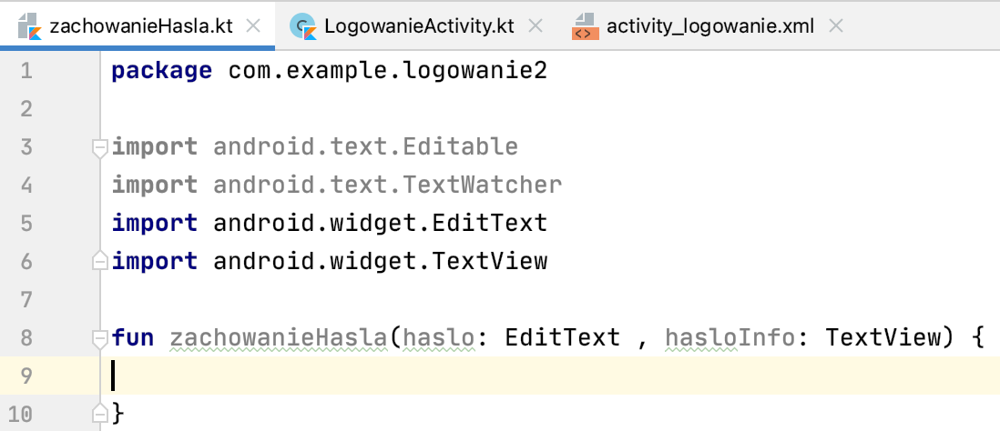 zachowanieHasla.kt LogowanieActivity.kt <> activity_logowanie.xml
1 package com.example.logowanie2
2
3 import android.text.Editable
4 import android.text.TextWatcher
5 import android.widget.EditText
6 import android.widget.TextView
7
8 fun zachowanieHasla(haslo: EditText , hasloInfo: TextView) {
9
10 }